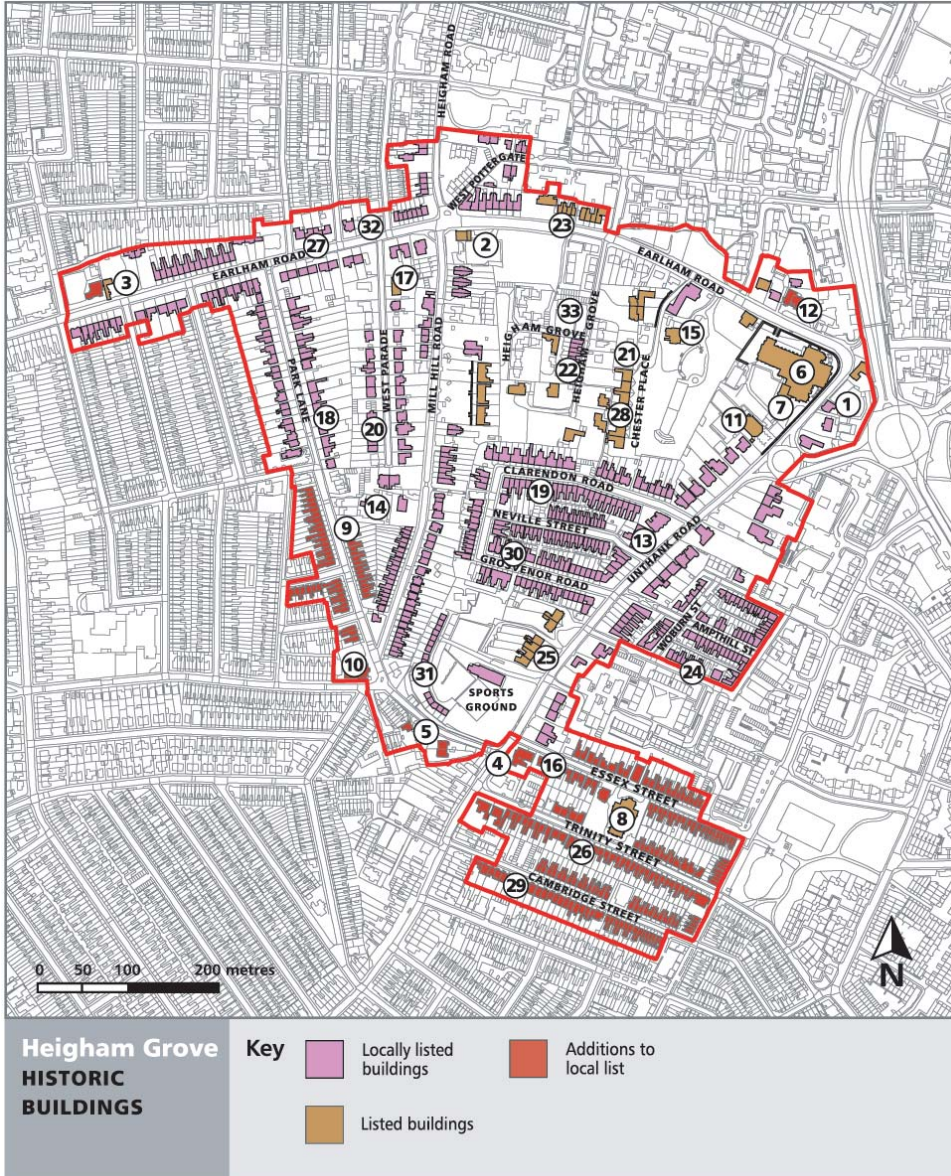 HEIGHAM ROAD
WEST POTTERGATE
32
23
27
EARLHAM ROAD
2
EARLHAM ROAD
3
17
33
12
HEIGHAM GROVE
HEIGHAM GROVE
15
21
6
PARK LANE
WEST PARADE
MILL HILL ROAD
22
CHESTER PLACE
7
1
18
20
28
11
CLARENDON ROAD
19
14
NEVILLE STREET
9
13
30
UNTHANK ROAD
GROSVENOR ROAD
WOBURN ST
AMPTHILL ST
25
10
31
24
SPORTS
GROUND
5
4
16
ESSEX STREET
8
TRINITY STREET
26
29
CAMBRIDGE STREET
0 50 100 200 metres
N
Heigham Grove
HISTORIC
BUILDINGS
Key
Locally listed
buildings
Additions to
local list
Listed buildings